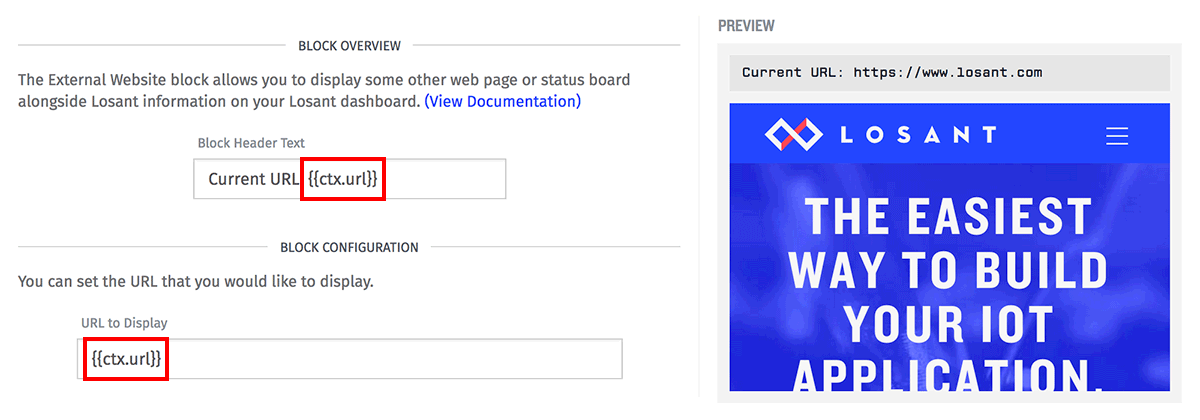 BLOCK OVERVIEW
The External Website block allows you to display some other web page or status board
alongside Losant information on your Losant dashboard. (View Documentation)
Block Header Text
Current URL {{ctx.url}}
BLOCK CONFIGURATION
You can set the URL that you would like to display.
URL to Display
{{ctx.url}}
PREVIEW
Current URL: https://www.losant.com
LOSANT
THE EASIEST
WAY TO BUILD
YOUR IOT
APPLICATION.